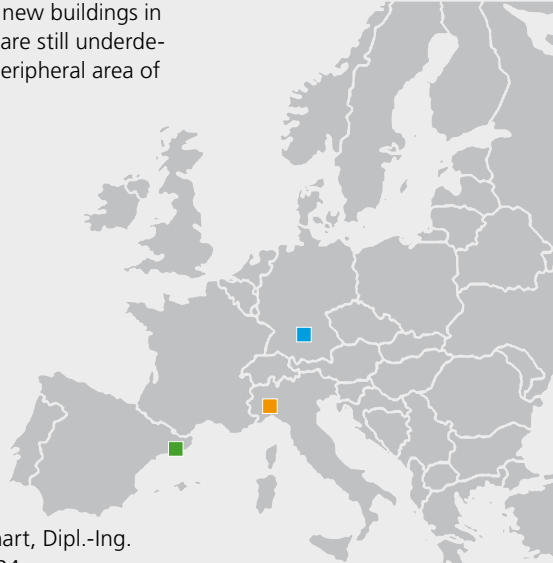 new buildings in
are still underde-
eripheral area of
art, Dipl.-Ing.